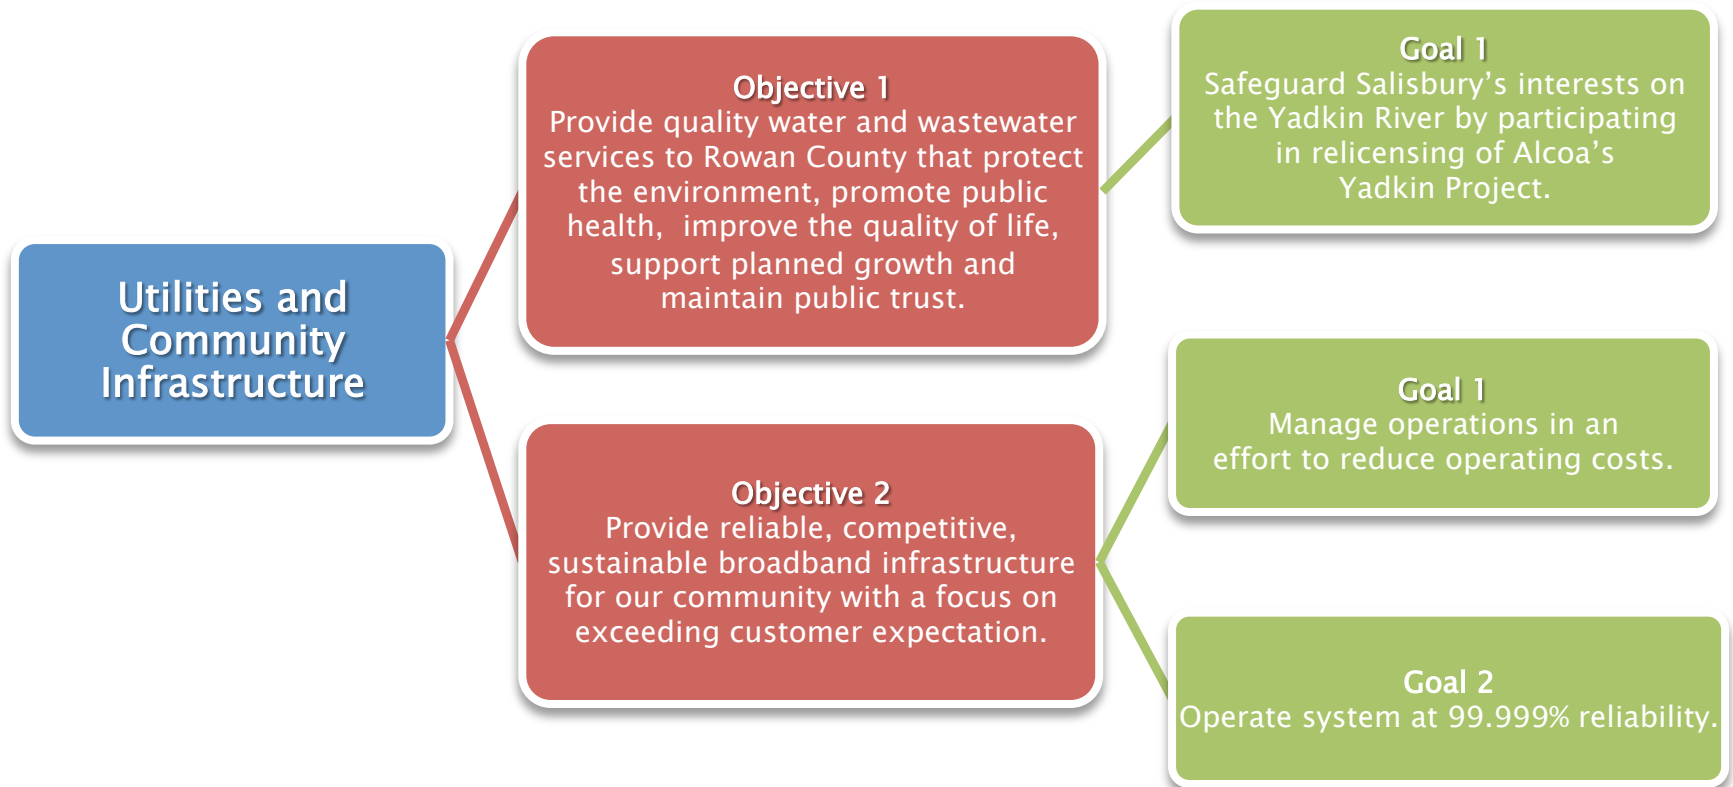 Utilities and
Community
Infrastructure
Objective 1
Provide quality water and wastewater
services to Rowan County that protect
the environment, promote public
health,  improve the quality of life,
support planned growth and
maintain public trust.
Goal 1
Safeguard Salisbury’s interests on
the Yadkin River by participating
in relicensing of Alcoa’s
Yadkin Project.
Objective 2
Provide reliable, competitive,
sustainable broadband infrastructure
for our community with a focus on
exceeding customer expectation.
Goal 1
Manage operations in an
effort to reduce operating costs.
Goal 2
Operate system at 99.999% reliability.